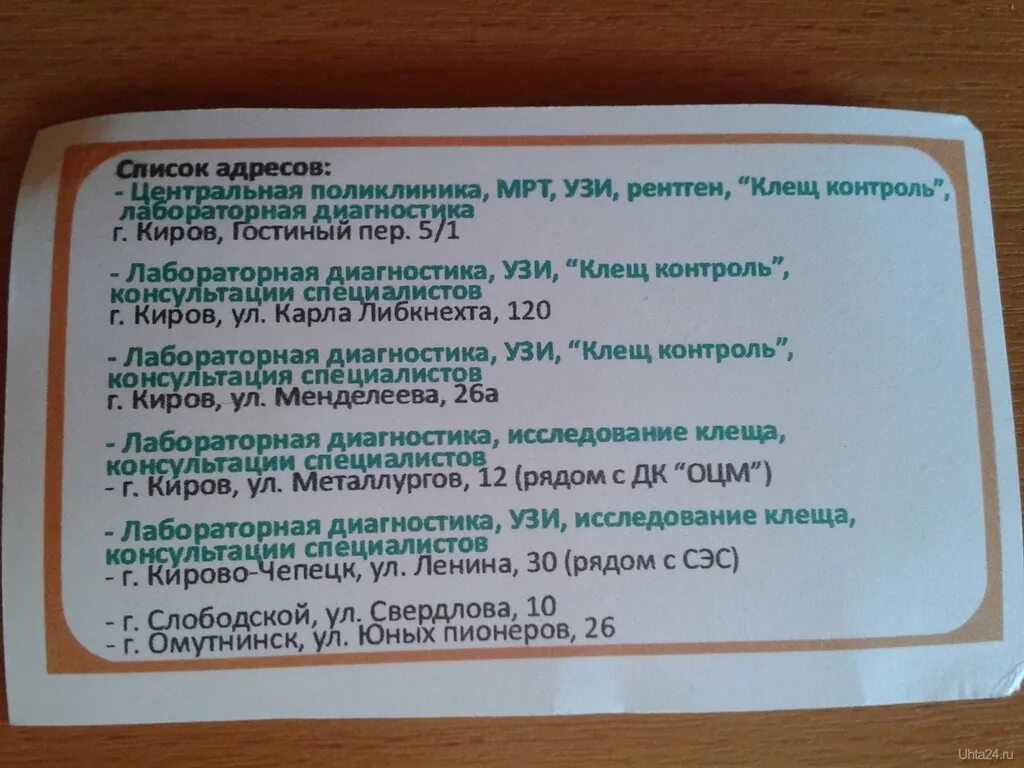 Список адресов:
- Центральная поликлиника, МРТ, УЗИ, рентген, "Клещ контроль",
лабораторная диагностика
г. Киров, Гостиный пер. 5/1
- Лабораторная диагностика, УЗИ, "Клещ контроль",
консультации специалистов
г. Киров, ул. Карла Либкнехта, 120
- Лабораторная диагностика, УЗИ, "Клещ контроль",
консультация специалистов
г. Киров, ул. Менделеева, 26а
- Лабораторная диагностика, исследование клеща,
консультации специалистов
- г. Киров, ул. Металлургов, 12 (рядом с ДК "ОЦМ")
- Лабораторная диагностика, УЗИ, исследование клеща,
консультации специалистов
- г. Кирово-Чепецк, ул. Ленина, 30 (рядом с СЭС)
- г. Слободской, ул. Свердлова, 10
- г. Омутнинск, ул. Юных пионеров, 26
Uhta24.ru